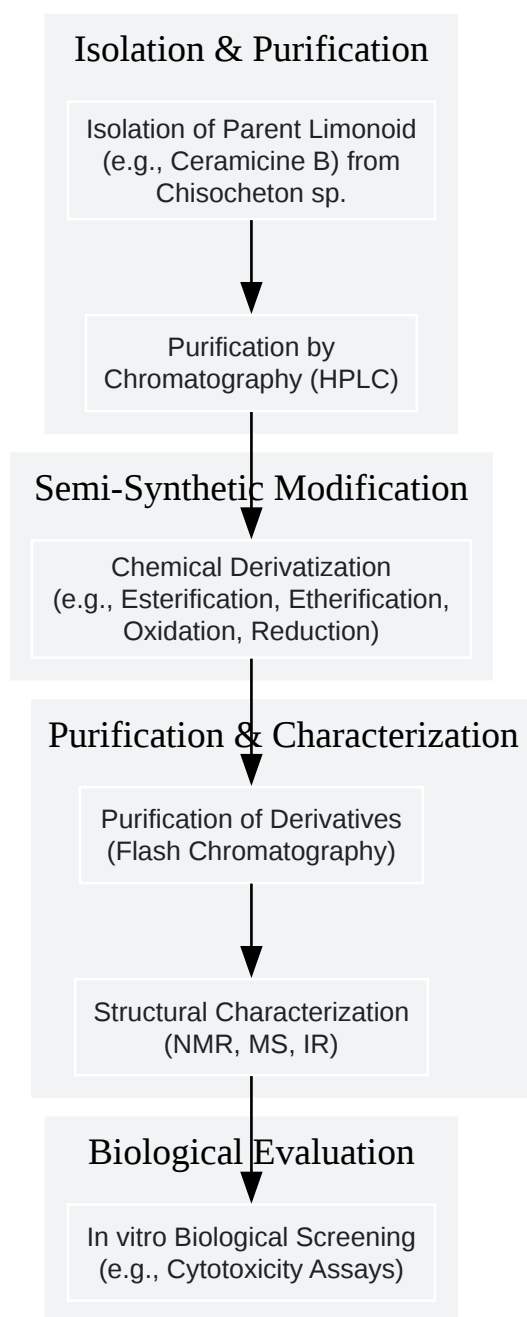 Isolation & Purification
Isolation of Parent Limonoid
(e.g., Ceramicine B) from
Chisocheton sp.
Purification by
Chromatography (HPLC)
Semi-Synthetic Modification
Chemical Derivatization
(e.g., Esterification, Etherification,
Oxidation, Reduction)
Purification & Characterization
Purification of Derivatives
(Flash Chromatography)
Structural Characterization
(NMR, MS, IR)
Biological Evaluation
In vitro Biological Screening
(e.g., Cytotoxicity Assays)